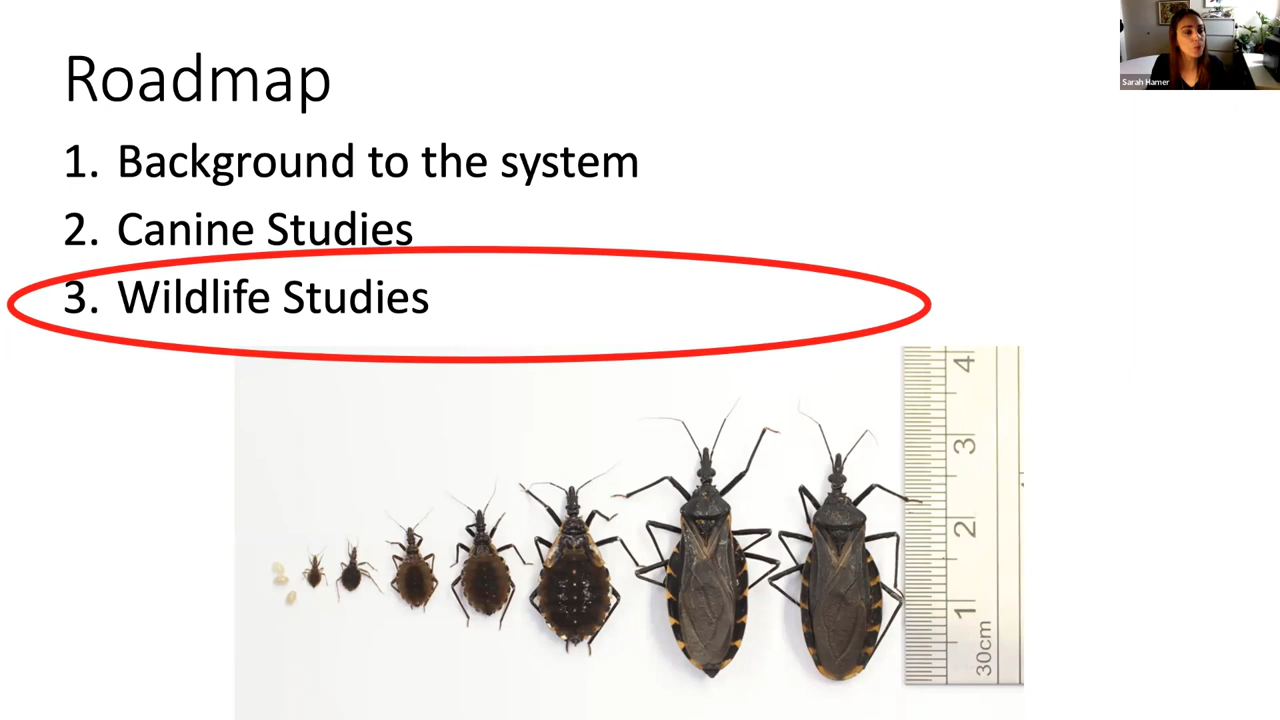 Roadmap
1. Background to the system
2. Canine Studies
3. Wildlife Studies
Sarah Hamer
4
3
2
1
30cm